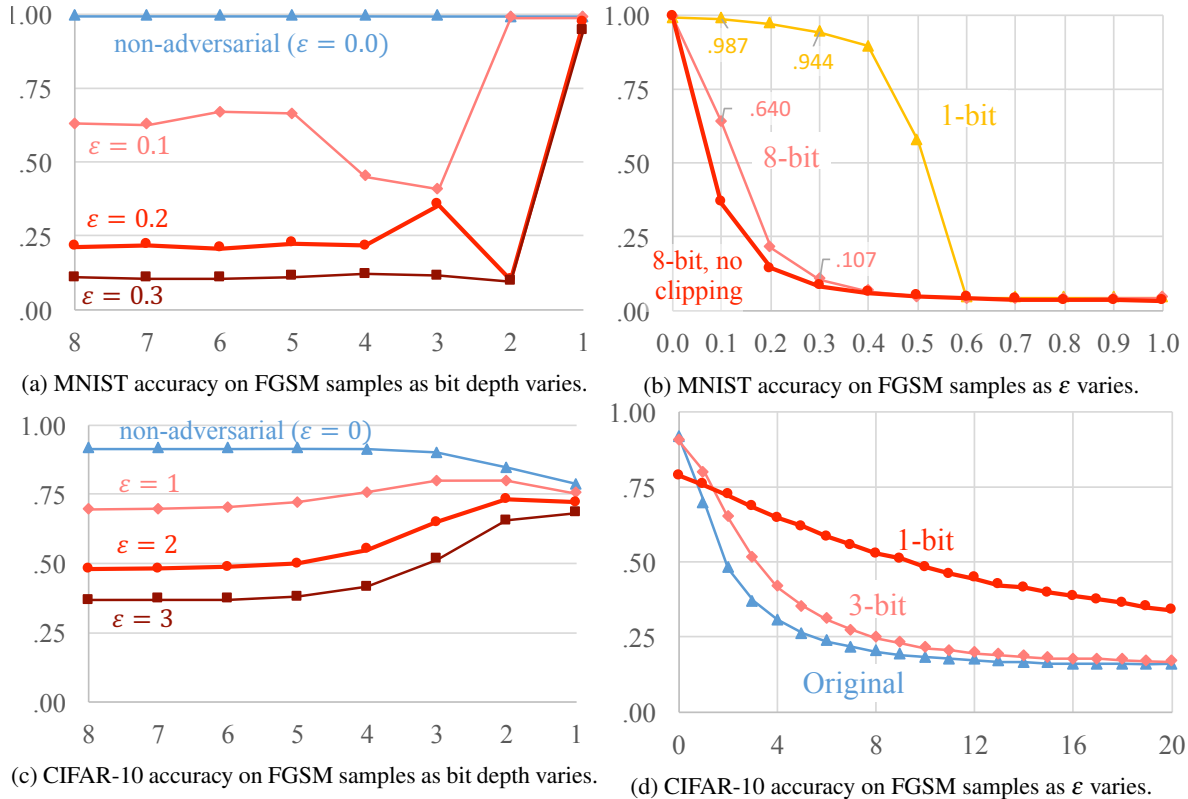 1.00
non-adversarial (ε = 0.0)
.75
ε = 0.1
.50
ε = 0.2
.25
ε = 0.3
.00
8 7 6 5 4 3 2 1
(a) MNIST accuracy on FGSM samples as bit depth varies.
1.00
.987
.944
.75
.640
1-bit
8-bit
.50
.25
8-bit, no
clipping
.107
.00
0.0 0.1 0.2 0.3 0.4 0.5 0.6 0.7 0.8 0.9 1.0
(b) MNIST accuracy on FGSM samples as ε varies.
1.00
non-adversarial (ε = 0)
.75
ε = 1
.50
ε = 2
.25
ε = 3
.00
8 7 6 5 4 3 2 1
(c) CIFAR-10 accuracy on FGSM samples as bit depth varies.
1.00
.75
1-bit
.50
3-bit
.25
Original
.00
0 4 8 12 16 20
(d) CIFAR-10 accuracy on FGSM samples as ε varies.